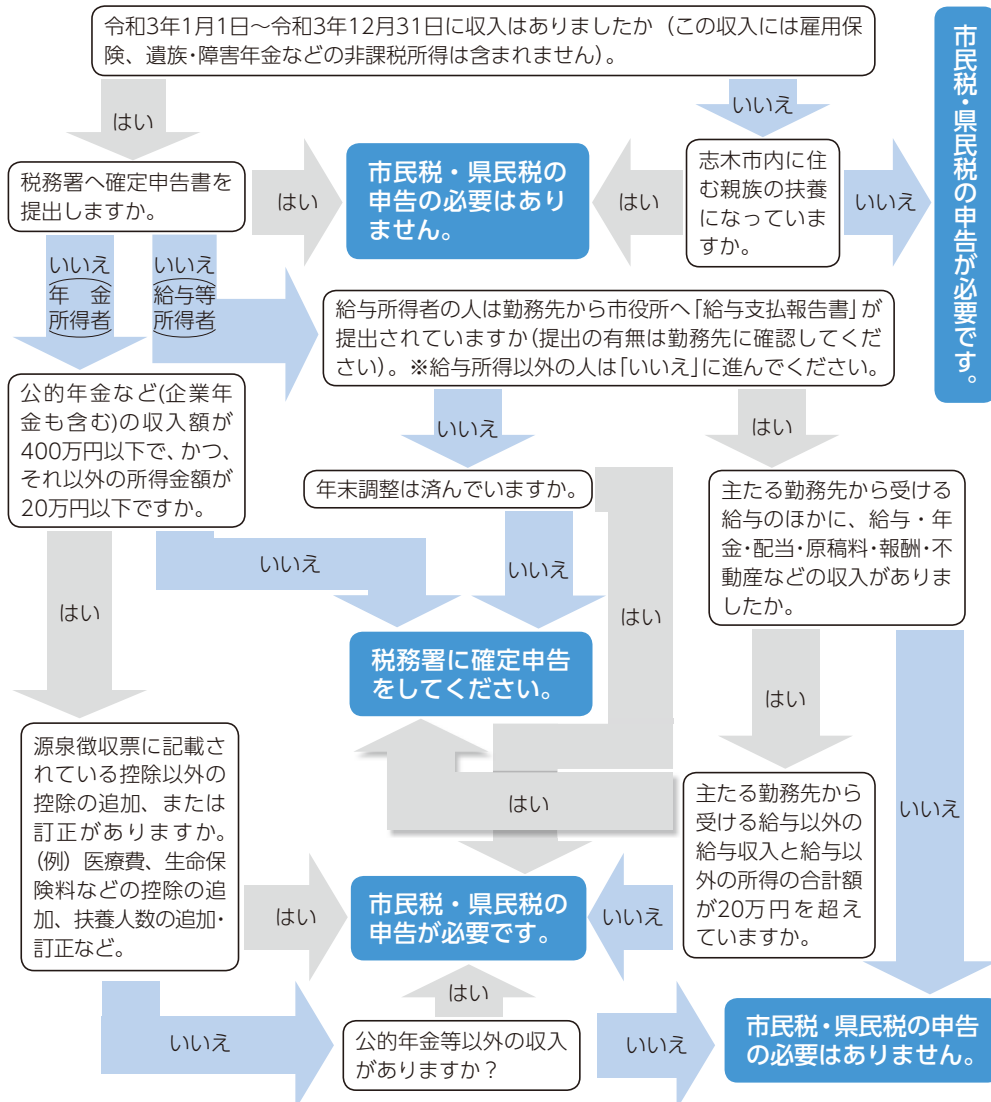 令和3年1月1日～令和3年12月31日に収入はありましたか（この収入には雇用保
険、遺族・障害年金などの非課税所得は含まれません）。
はい
いいえ
市民税・県民税の申告が必要です。
税務署へ確定申告書を
提出しますか。
はい
市民税・県民税の
申告の必要はあり
ません。
はい
志木市内に住
む親族の扶養
になっていま
すか。
いいえ
いいえ
（年　金
所得者）
いいえ
（給与等
所得者）
給与所得者の人は勤務先から市役所へ「給与支払報告書」が
提出されていますか（提出の有無は勤務先に確認してくだ
さい）。※給与所得以外の人は「いいえ」に進んでください。
公的年金など(企業年
金も含む)の収入額が
400万円以下で、かつ、
それ以外の所得金額が
20万円以下ですか。
いいえ
はい
年末調整は済んでいますか。
主たる勤務先から受ける
給与のほかに、給与・年
金・配当・原稿料・報酬・不
動産などの収入がありま
したか。
いいえ
いいえ
はい
はい
税務署に確定申告
をしてください。
はい
いいえ
源泉徴収票に記載さ
れている控除以外の
控除の追加、または
訂正がありますか。
（例）医療費、生命保
険料などの控除の追
加、扶養人数の追加・
訂正など。
はい
主たる勤務先から
受ける給与以外の
給与収入と給与以
外の所得の合計額
が20万円を超え
ていますか。
はい
市民税・県民税の
申告が必要です。
いいえ
はい
いいえ
公的年金等以外の収入
がありますか？
いいえ
市民税・県民税の申告
の必要はありません。